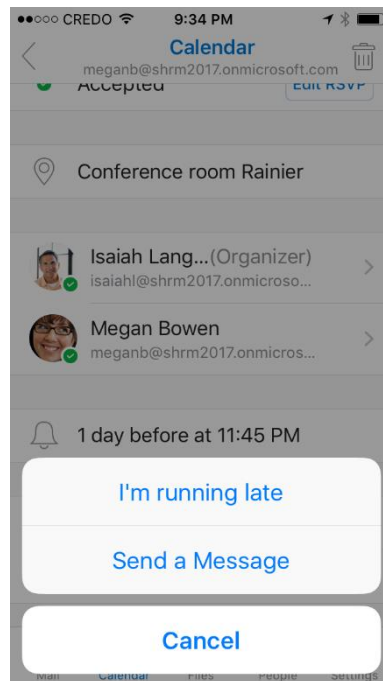 CREDO 9:34 PM
Calendar
meganb@shrm2017.onmicrosoft.com
Accepted Edit RSVP
Conference room Rainier
Isaiah Lang...(Organizer)
isaiahl@shrm2017.onmicroso...
Megan Bowen
meganb@shrm2017.onmicros...
1 day before at 11:45 PM
I'm running late
Send a Message
Cancel
Mail Calendar Files People Settings